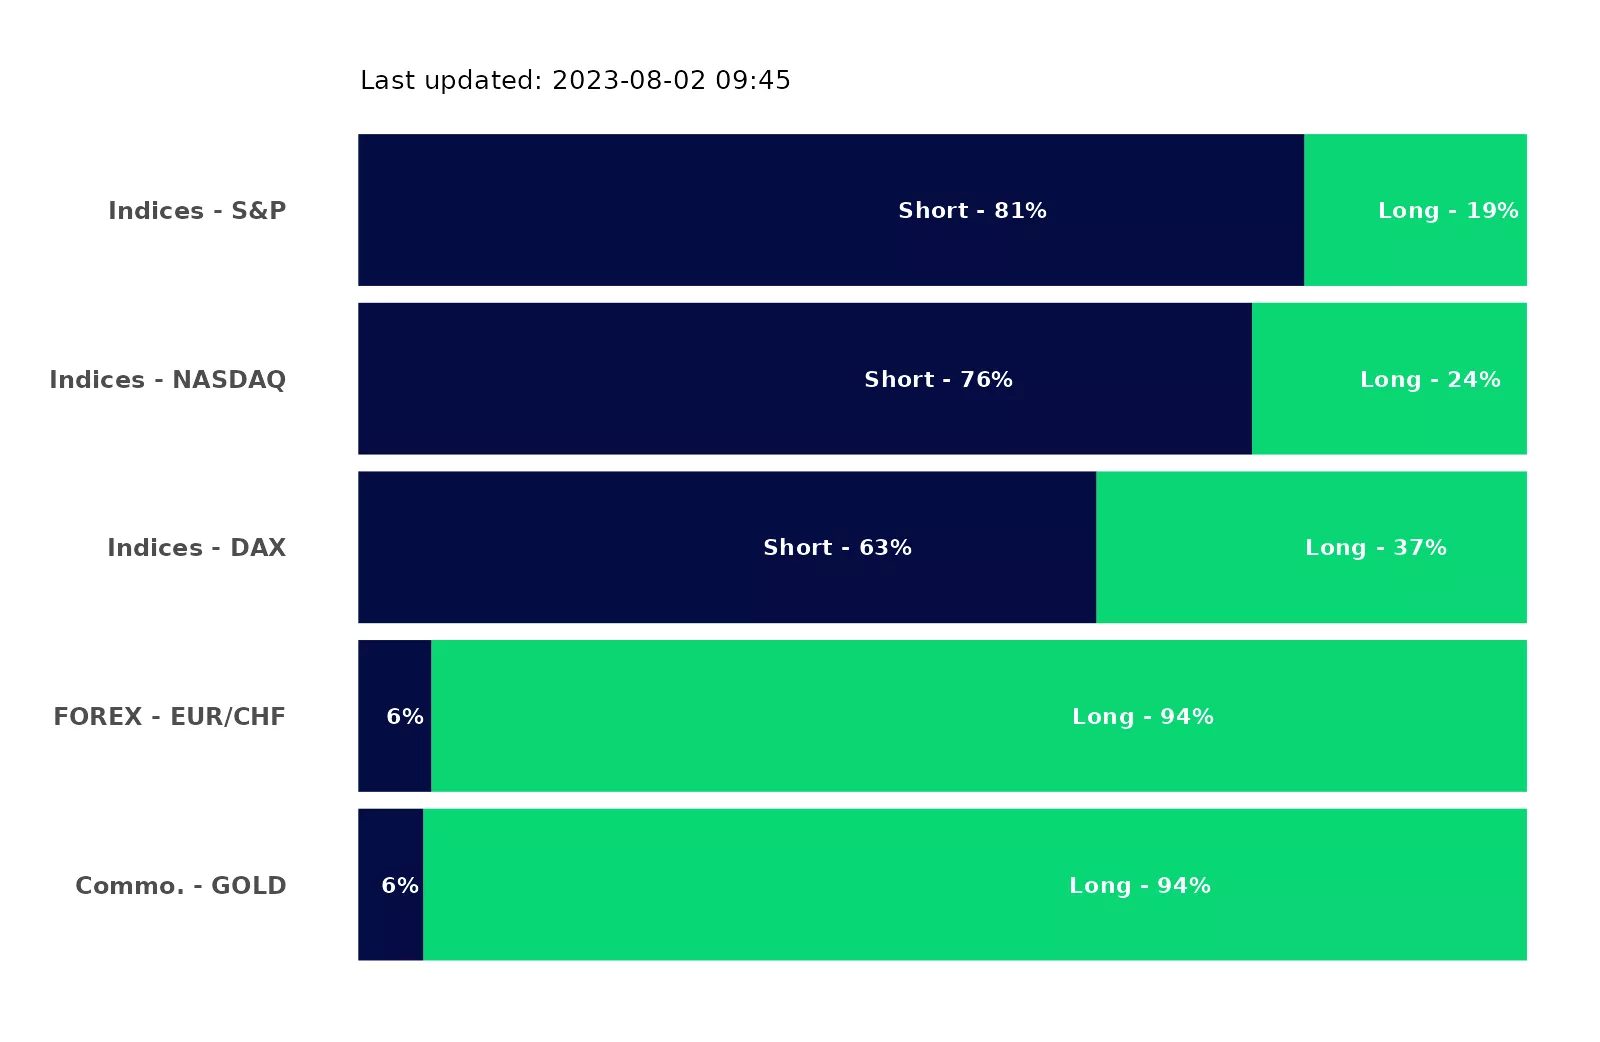 Last updated: 2023-08-02 09:45
Indices - S&P Short - 81% Long - 19%
Indices - NASDAQ Short - 76% Long - 24%
Indices - DAX Short - 63% Long - 37%
FOREX - EUR/CHF 6% Long - 94%
Commo. - GOLD 6% Long - 94%